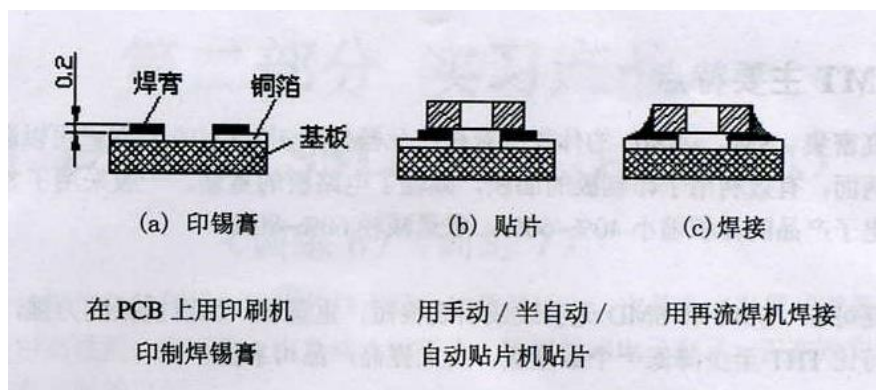 0.2
焊膏
铜箔
基板
(a) 印锡膏
(b) 贴片
(c) 焊接
在 PCB 上用印刷机
印制焊锡膏
用手动 / 半自动 /
自动贴片机贴片
用再流焊机焊接